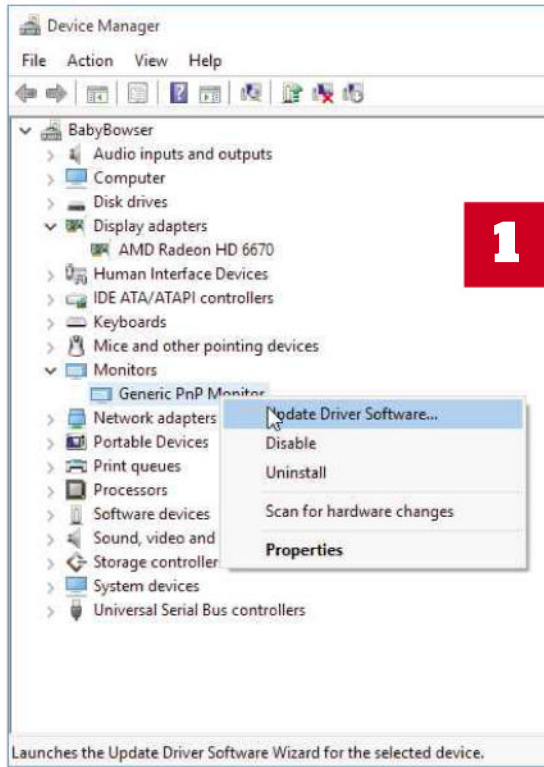 Device Manager
File Action View Help
BabyBowser
Audio inputs and outputs
Computer
Disk drives
Display adapters
AMD Radeon HD 6670
1
Human Interface Devices
IDE ATA/ATAPI controllers
Keyboards
Mice and other pointing devices
Monitors
Generic PnP Monitor
Update Driver Software...
Network adapters
Disable
Portable Devices
Print queues
Uninstall
Processors
Software devices
Scan for hardware changes
Sound, video and
Properties
Storage controller
System devices
Universal Serial Bus controllers
Launches the Update Driver Software Wizard for the selected device.